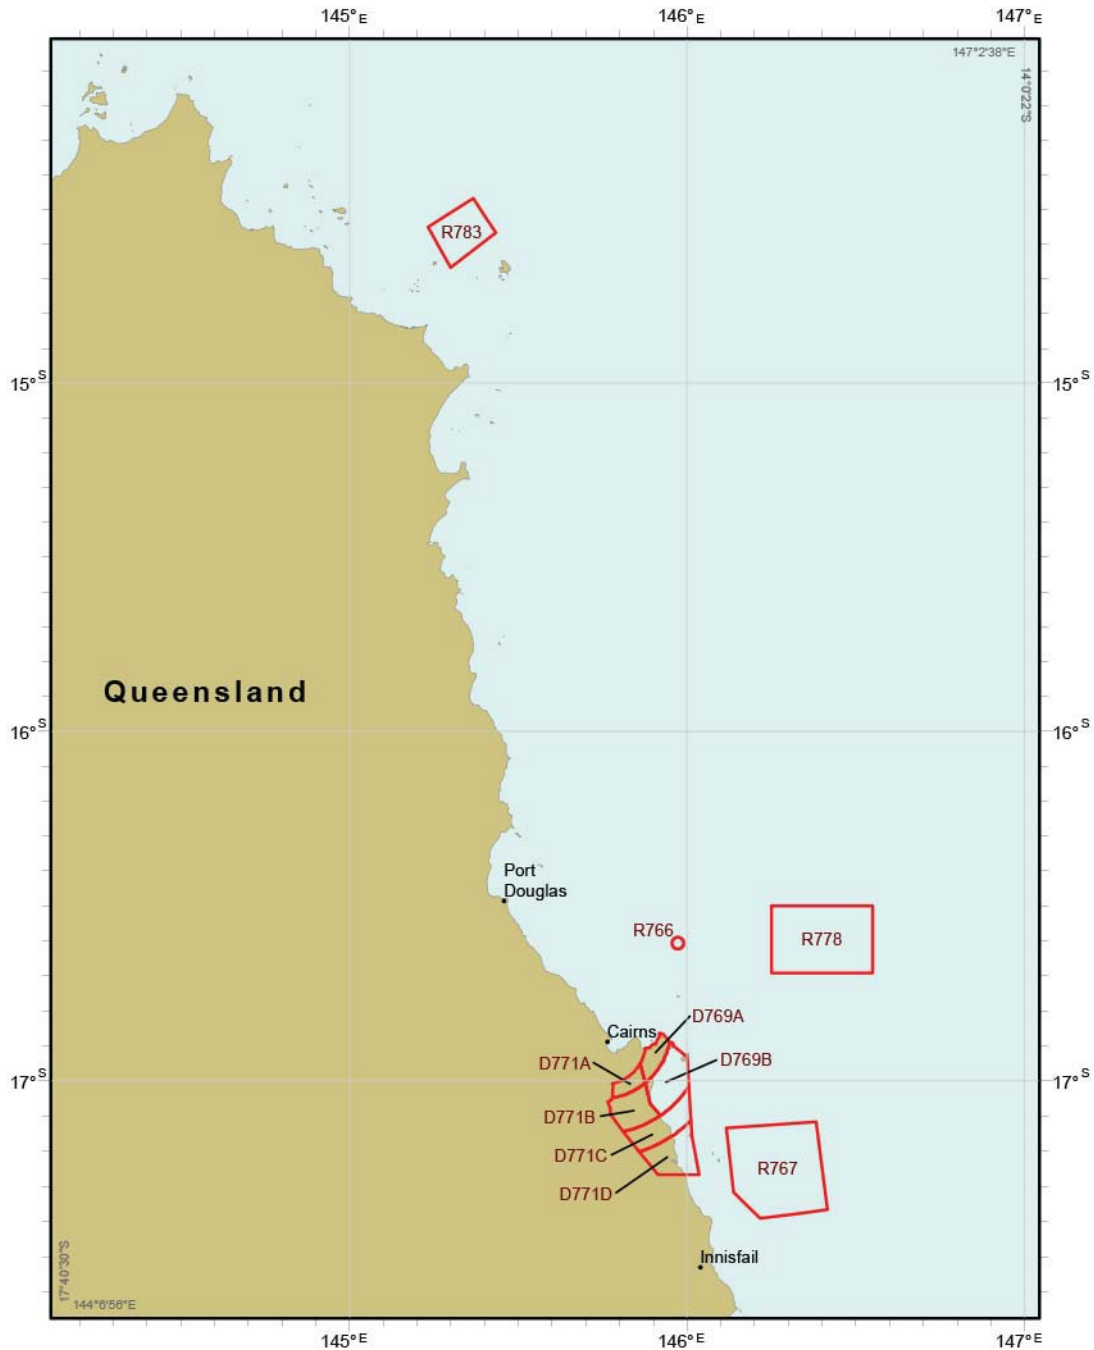 145°E
146°E
147°E
147°2'38"E
14°0'22"S
R783
15°S
15°S
Queensland
16°S
16°S
Port
Douglas
R766
R778
D769A
Cairns
D771A
D769B
17°S
17°S
D771B
D771C
R767
D771D
Innisfail
17°40'30"S
144°6'56"E
145°E
146°E
147°E